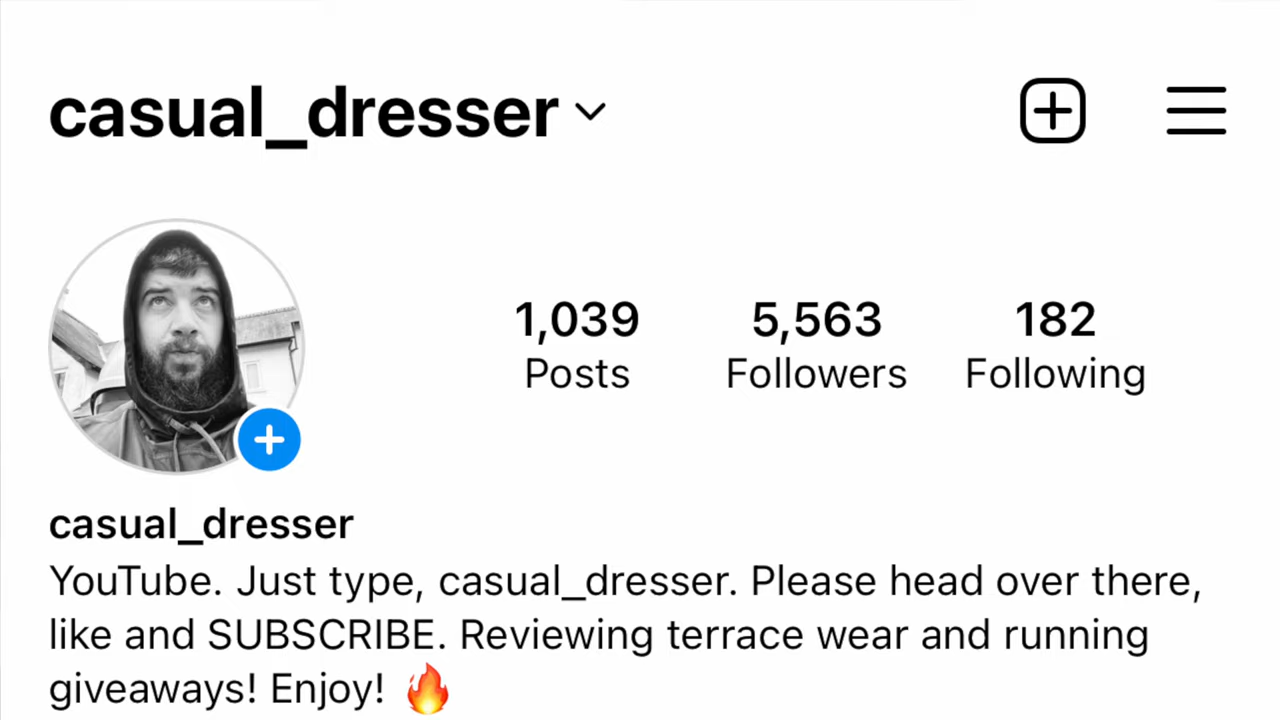 casual_dresser
1,039 5,563 182
Posts Followers Following
casual_dresser
YouTube. Just type, casual_dresser. Please head over there,
like and SUBSCRIBE. Reviewing terrace wear and running
giveaways! Enjoy! 🔥